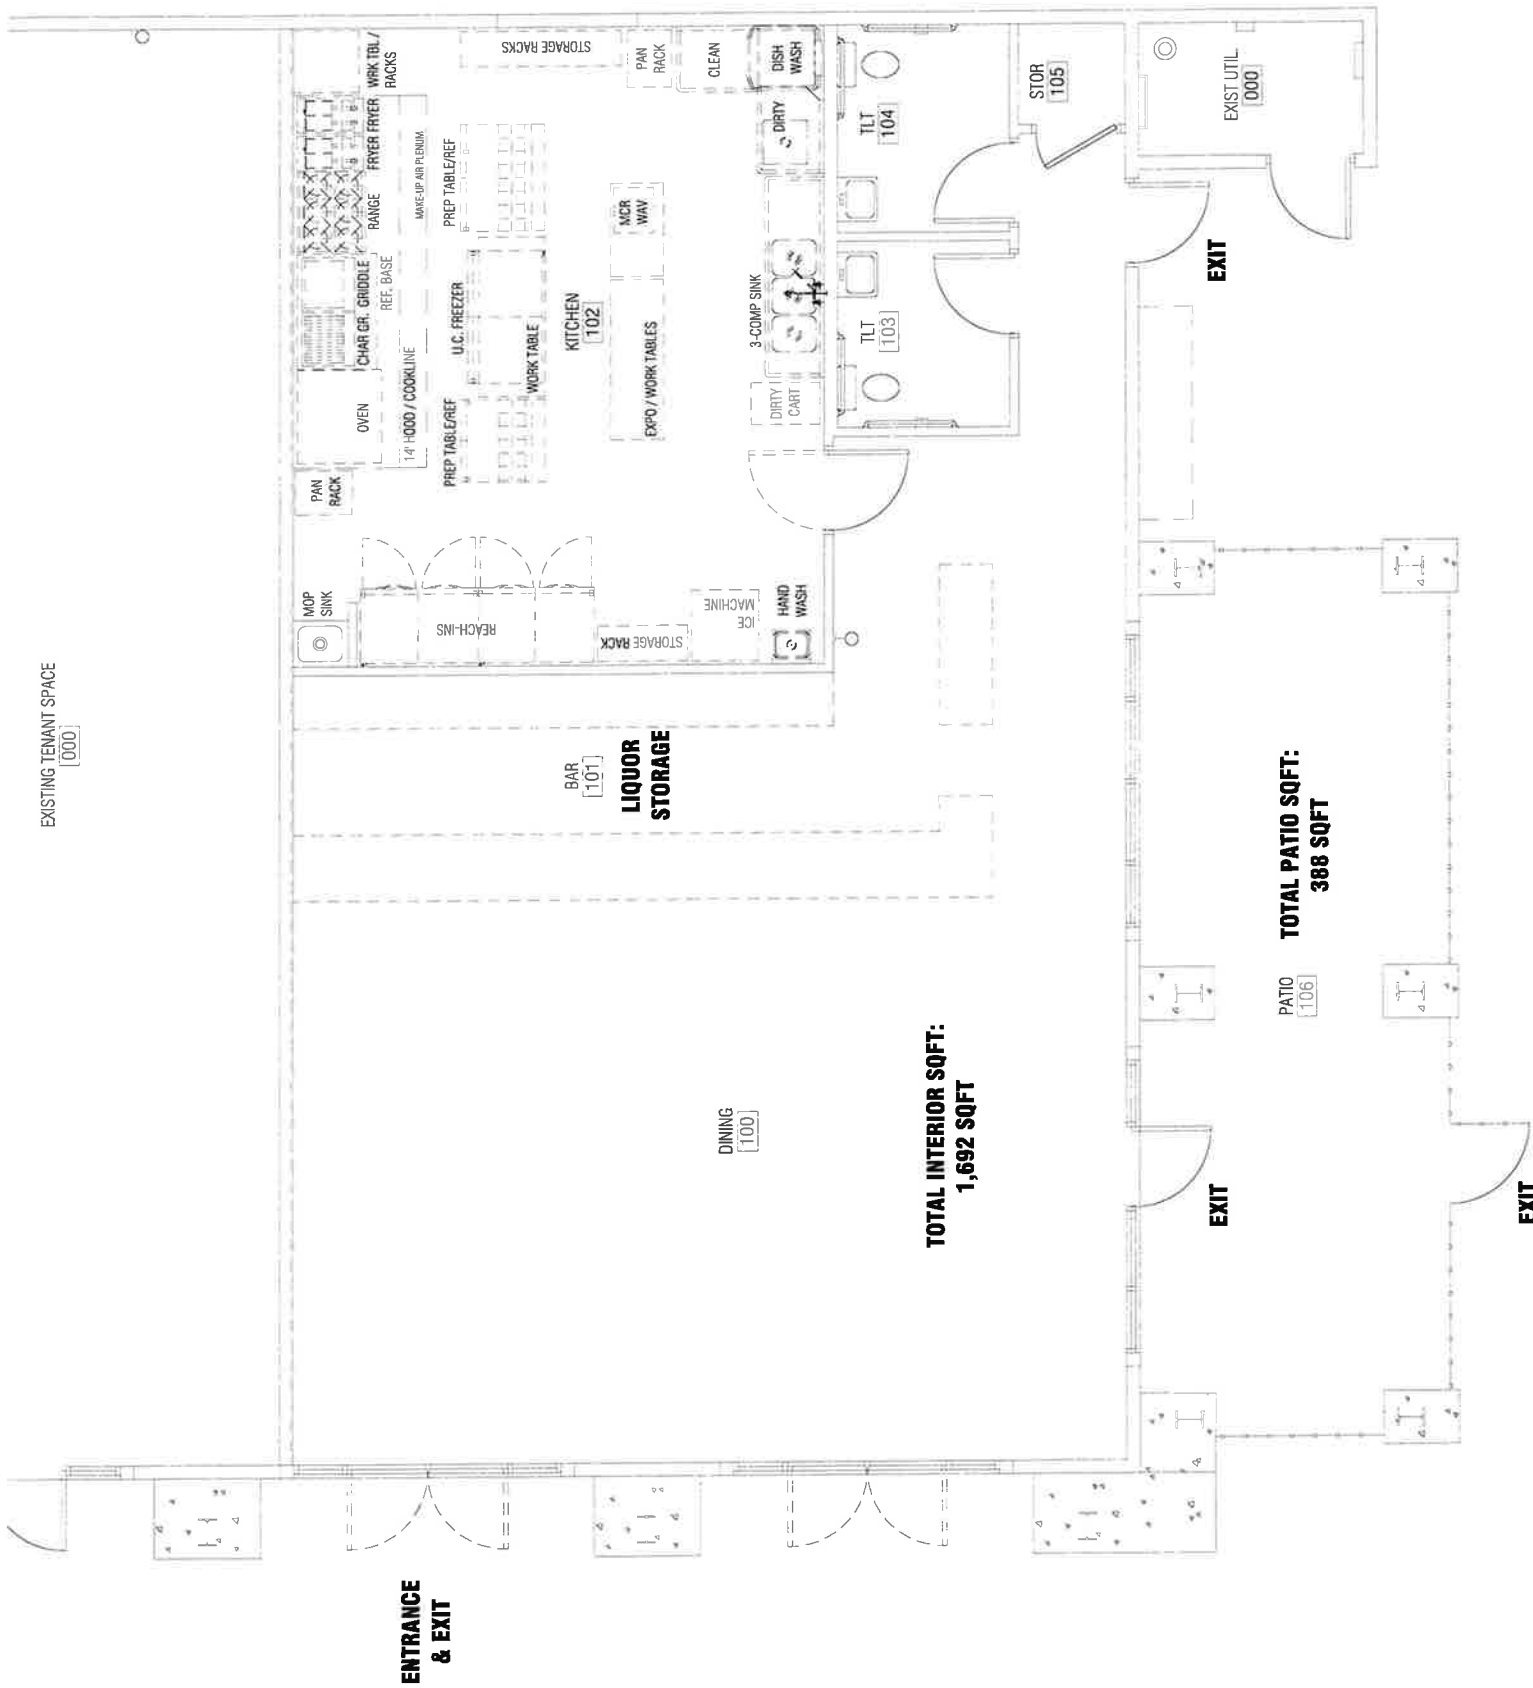 EXISTING TENANT SPACE
000
MOP
SINK
PAN
RACK
OVEN
CHAR GR. GRIDDLE
REF. BASE
RANGE
FRYER FRYER
WRK TBL /
RACKS
14' HOOD / COOKLINE
MAKE-UP AIR PLENUM
PREP TABLE/REF
U.C. FREEZER
PREP TABLE/REF
STORAGE RACKS
WORK TABLE
REACH-INS
KITCHEN
102
EXPO / WORK TABLES
MCR
WAV
PAN
RACK
CLEAN
STORAGE RACK
ICE
MACHINE
HAND
WASH
DIRTY
CART
3-COMP SINK
DIRTY
DISH
WASH
BAR
101
LIQUOR
STORAGE
TLT
103
TLT
104
STOR
105
EXIST UTIL
000
DINING
100
TOTAL INTERIOR SQFT:
1,692 SQFT
EXIT
EXIT
PATIO
106
TOTAL PATIO SQFT:
388 SQFT
EXIT
ENTRANCE
& EXIT